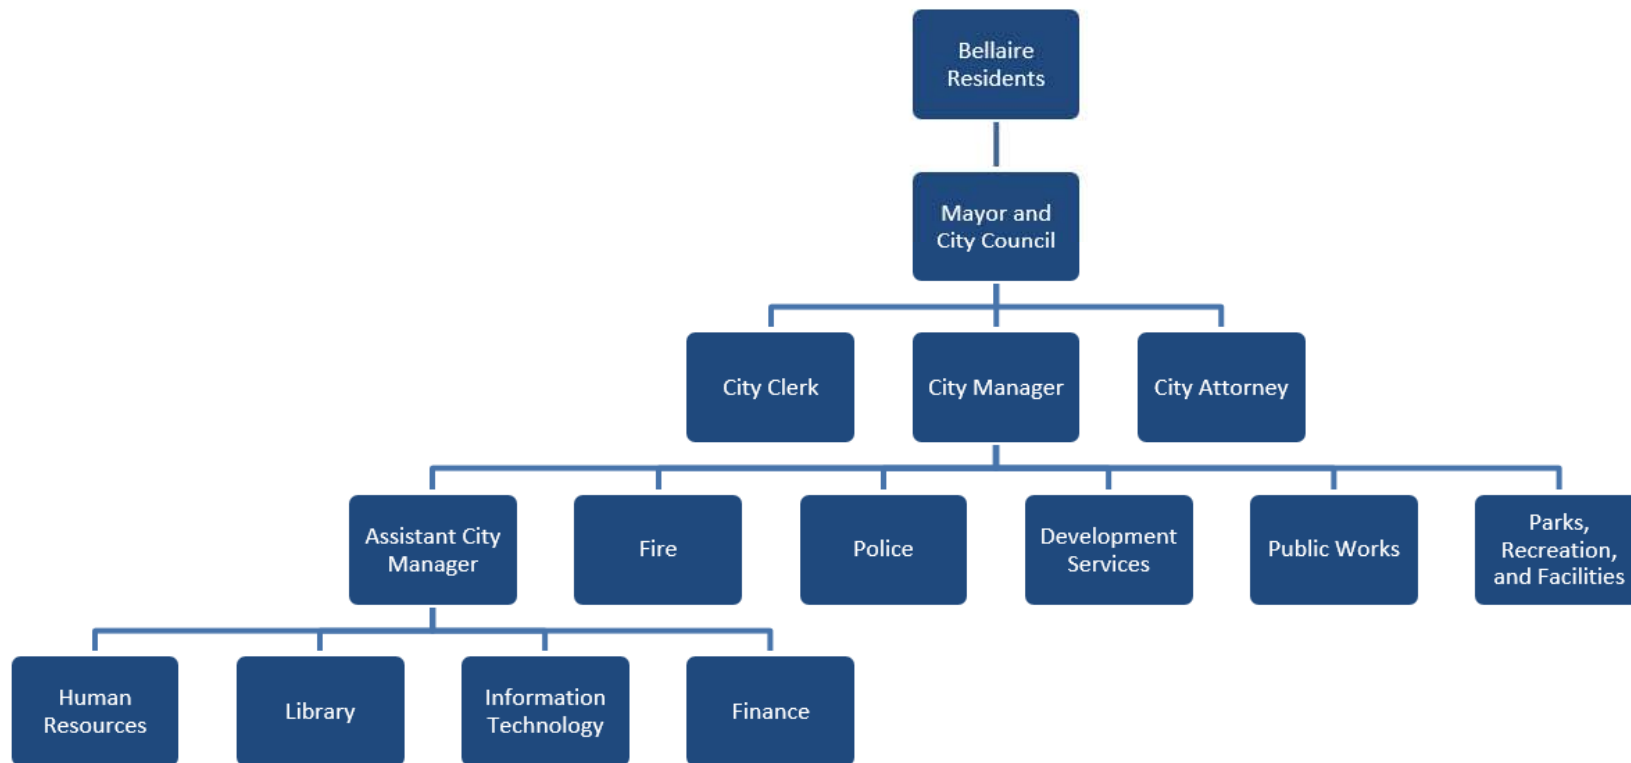 Bellaire
Residents
Mayor and
City Council
City Clerk
City Manager
City Attorney
Assistant City
Manager
Fire
Police
Development
Services
Public Works
Parks,
Recreation,
and Facilities
Human
Resources
Library
Information
Technology
Finance